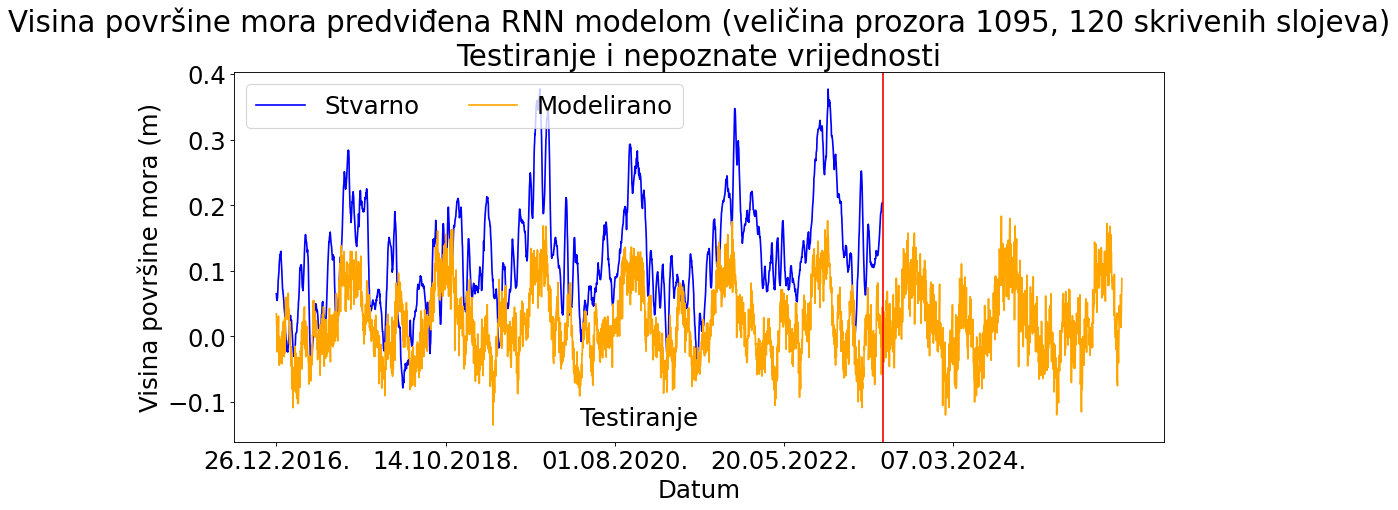 Visina površine mora predviđena RNN modelom (veličina prozora 1095, 120 skrivenih slojeva)
Testiranje i nepoznate vrijednosti
Stvarno
Modelirano
0.4
0.3
0.2
0.1
0.0
−0.1
Visina površine mora (m)
Testiranje
26.12.2016.
14.10.2018.
01.08.2020.
20.05.2022.
07.03.2024.
Datum